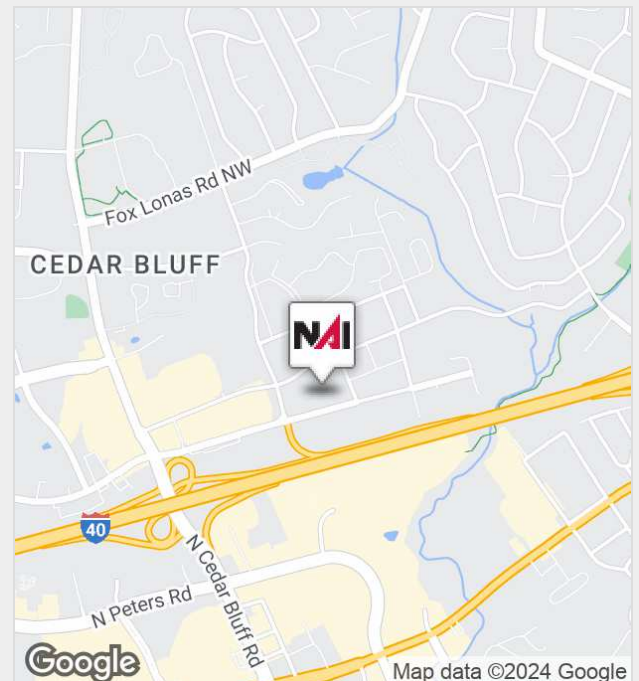 Fox Lonas Rd NW
CEDAR BLUFF
NAI
40
N Cedar Bluff Rd
N Peters Rd
Google
Map data ©2024 Google